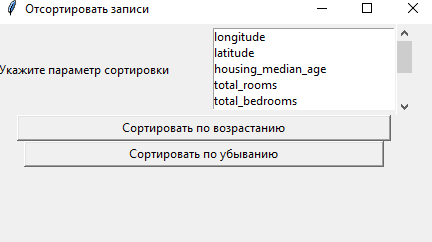 Отсортировать записи
longitude
latitude
Укажите параметр сортировки
housing_median_age
total_rooms
total_bedrooms
Сортировать по возрастанию
Сортировать по убыванию